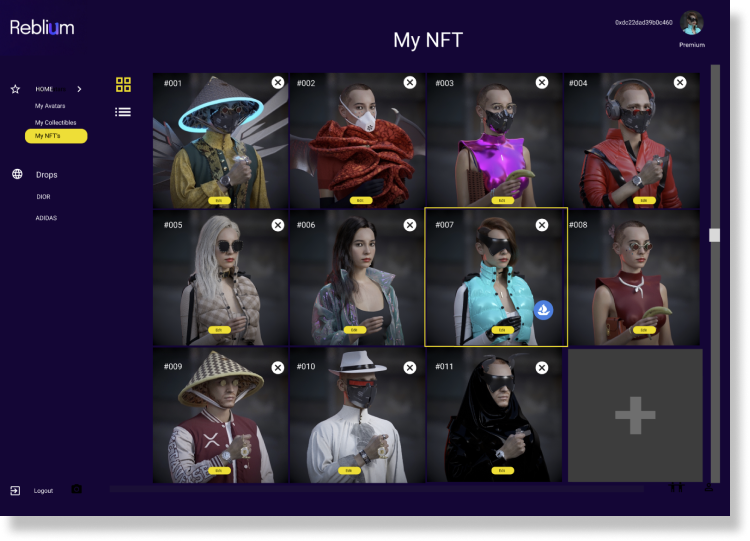 Reblium
0xdc22dad39b0c460
My NFT
Premium
HOME
My Avatars
My Collectibles
My NFT's
Drops
DIOR
ADIDAS
Logout
#001
#002
#003
#004
Edit
Edit
Edit
Edit
#005
#006
#007
#008
Edit
Edit
Edit
Edit
#009
#010
#011
Edit
Edit
Edit